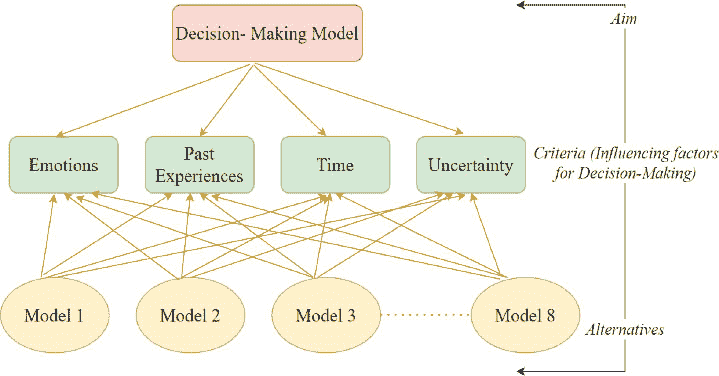 Decision- Making Model
Aim
Emotions
Past
Experiences
Time
Uncertainty
Criteria (Influencing factors
for Decision-Making)
Model 1
Model 2
Model 3
Model 8
Alternatives